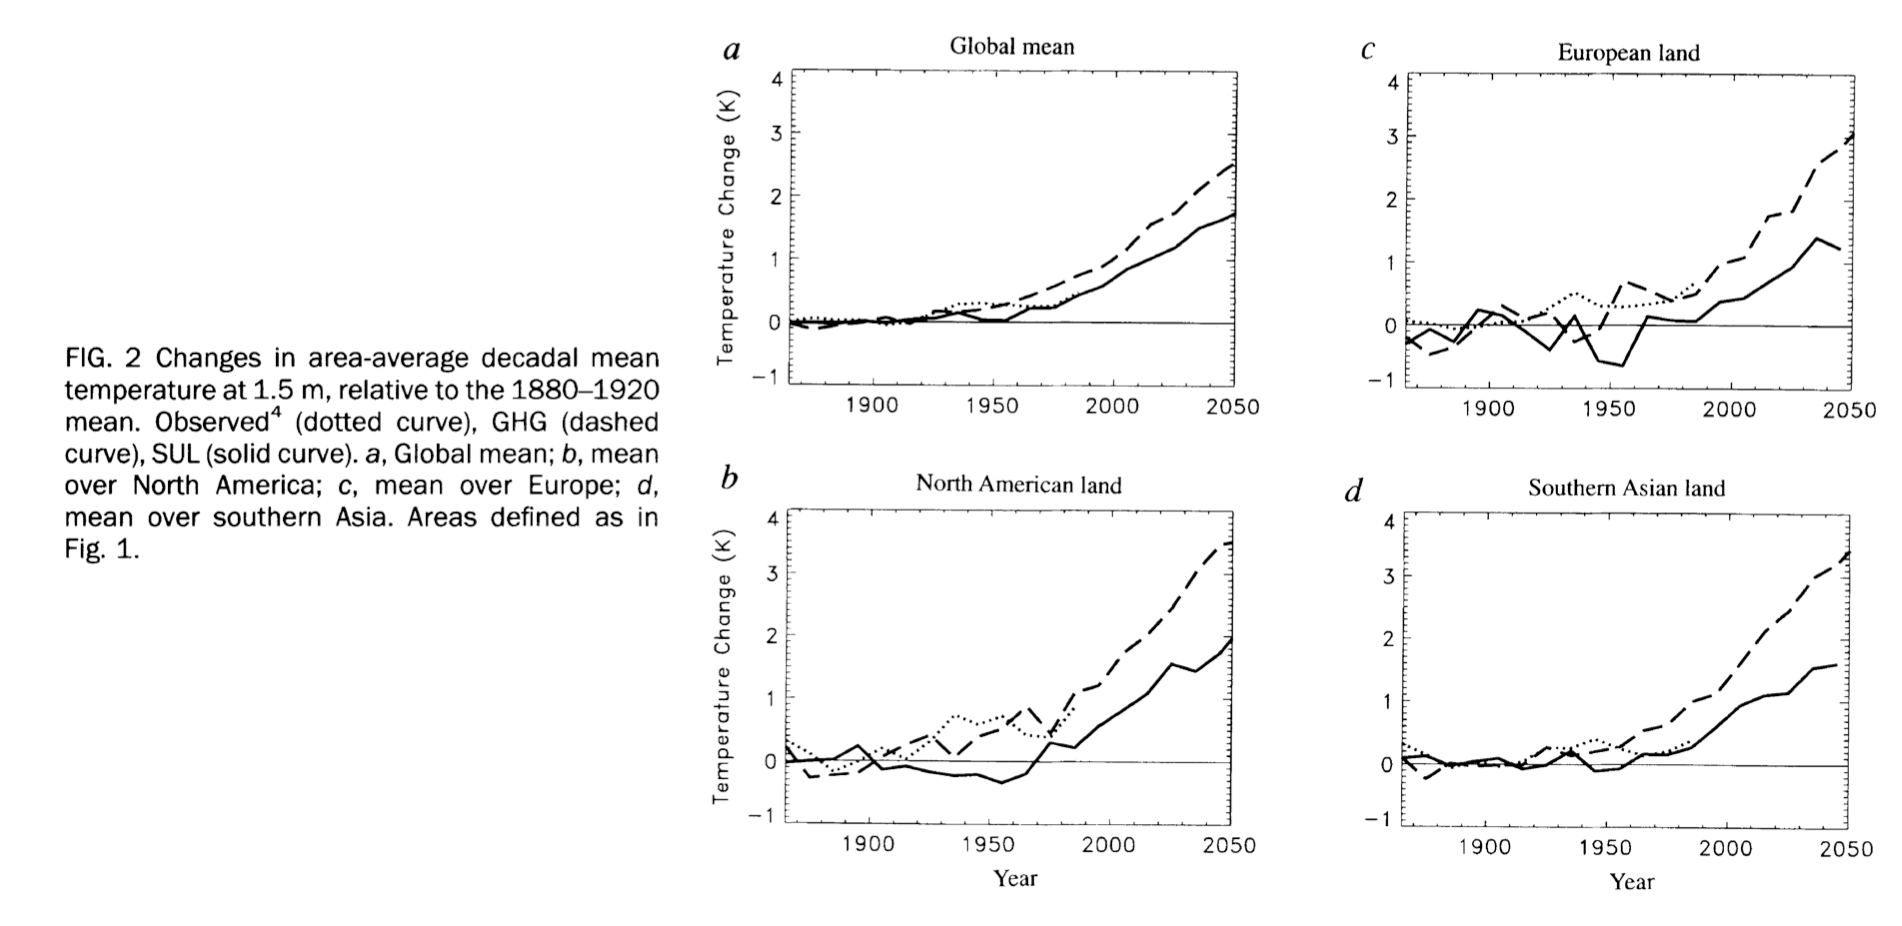 FIG. 2 Changes in area-average decadal mean
temperature at 1.5 m, relative to the 1880–1920
mean. Observed⁴ (dotted curve), GHG (dashed
curve), SUL (solid curve). a, Global mean; b, mean
over North America; c, mean over Europe; d,
mean over southern Asia. Areas defined as in
Fig. 1.
a
Global mean
Temperature Change (K)
4
3
2
1
0
−1
1900 1950 2000 2050
b
North American land
Temperature Change (K)
4
3
2
1
0
−1
1900 1950 2000 2050
Year
c
European land
4
3
2
1
0
−1
1900 1950 2000 2050
d
Southern Asian land
4
3
2
1
0
−1
1900 1950 2000 2050
Year